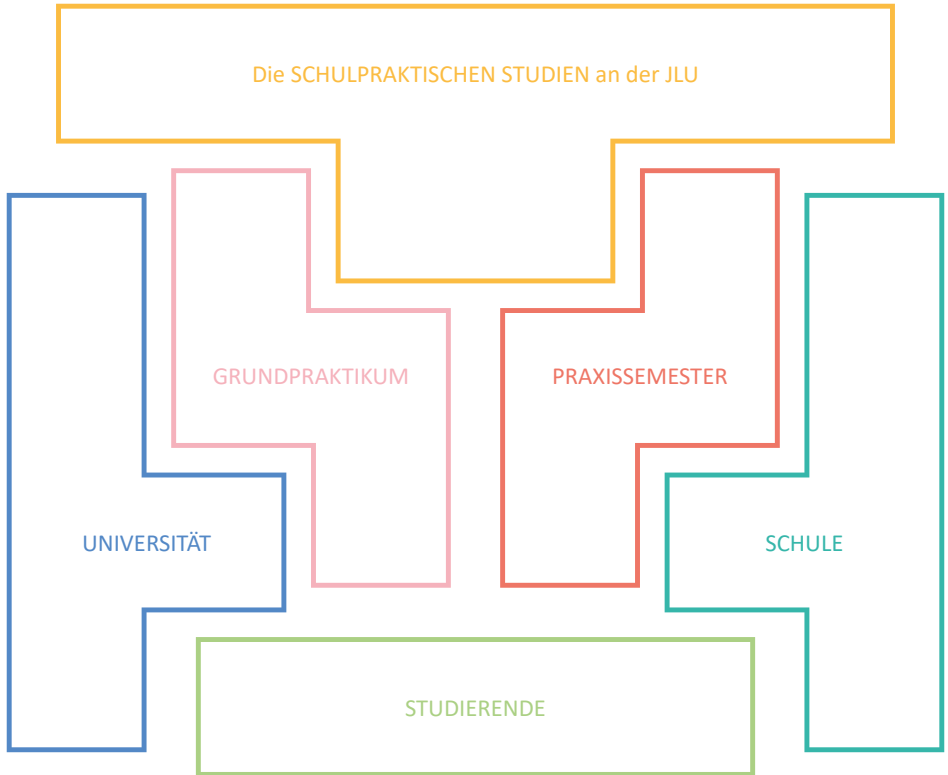 Die SCHULPRAKTISCHEN STUDIEN an der JLU
GRUNDPRAKTIKUM
PRAXISSEMESTER
UNIVERSITÄT
SCHULE
STUDIERENDE